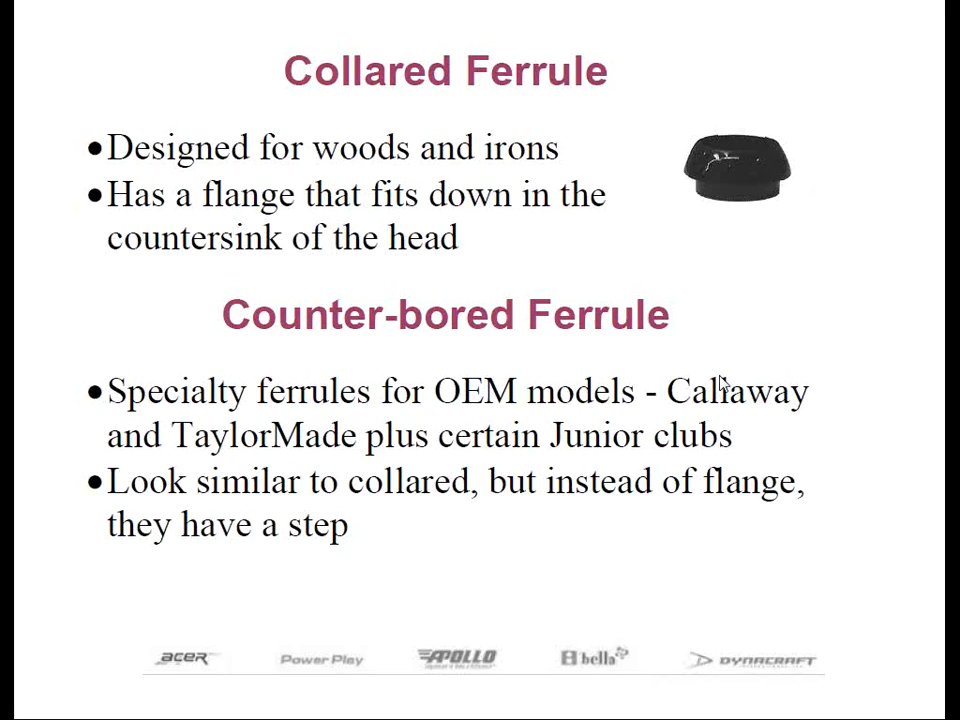 Collared Ferrule
•Designed for woods and irons
•Has a flange that fits down in the
countersink of the head
Counter-bored Ferrule
•Specialty ferrules for OEM models - Callaway
and TaylorMade plus certain Junior clubs
•Look similar to collared, but instead of flange,
they have a step
acer Power Play APOLLO bella DYNACRAFT